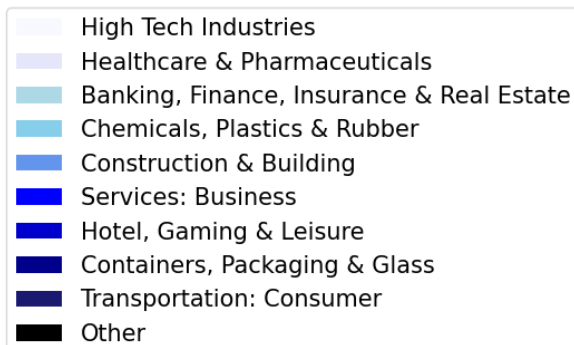 High Tech Industries
Healthcare & Pharmaceuticals
Banking, Finance, Insurance & Real Estate
Chemicals, Plastics & Rubber
Construction & Building
Services: Business
Hotel, Gaming & Leisure
Containers, Packaging & Glass
Transportation: Consumer
Other